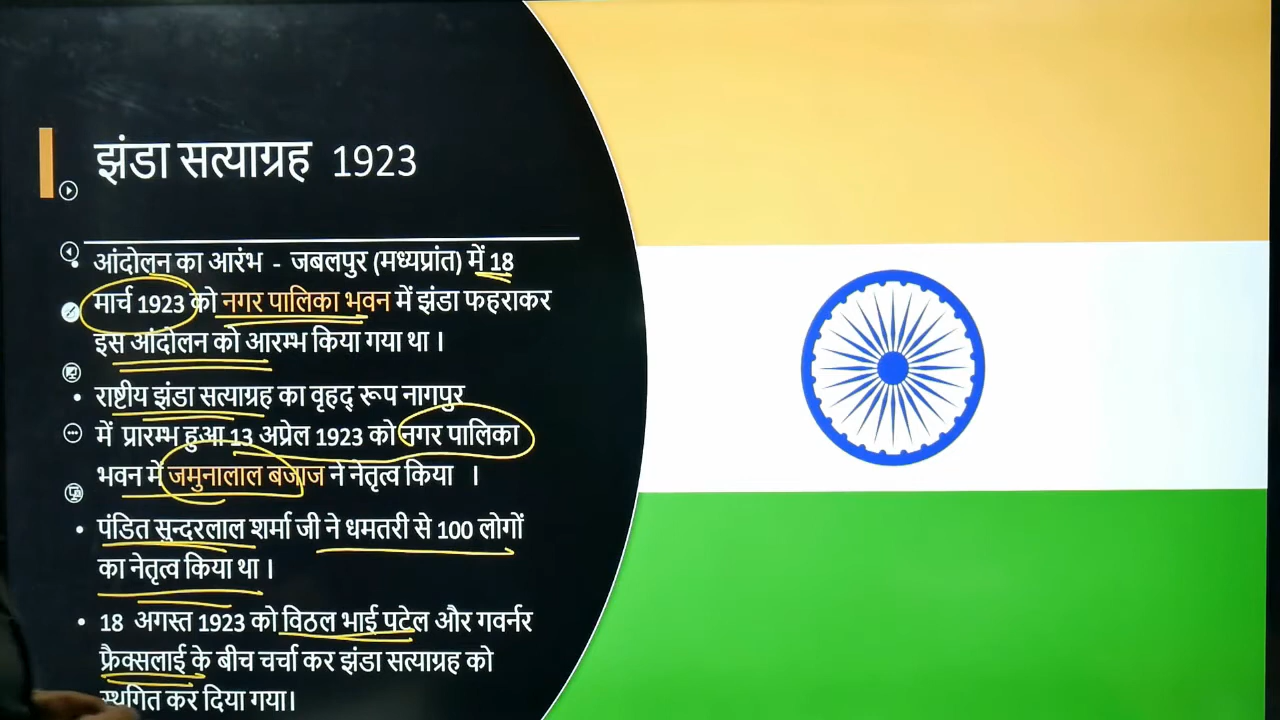 झंडा सत्याग्रह 1923
• आंदोलन का आरंभ - जबलपुर (मध्यप्रांत) में 18
मार्च 1923 को नगर पालिका भवन में झंडा फहराकर
इस आंदोलन को आरम्भ किया गया था ।
• राष्ट्रीय झंडा सत्याग्रह का वृहद् रूप नागपुर
में प्रारम्भ हुआ 13 अप्रेल 1923 को नगर पालिका
भवन में जमुनालाल बजाज ने नेतृत्व किया ।
• पंडित सुन्दरलाल शर्मा जी ने धमतरी से 100 लोगों
का नेतृत्व किया था ।
• 18 अगस्त 1923 को विठल भाई पटेल और गवर्नर
फ्रैक्सलाई के बीच चर्चा कर झंडा सत्याग्रह को
स्थगित कर दिया गया।